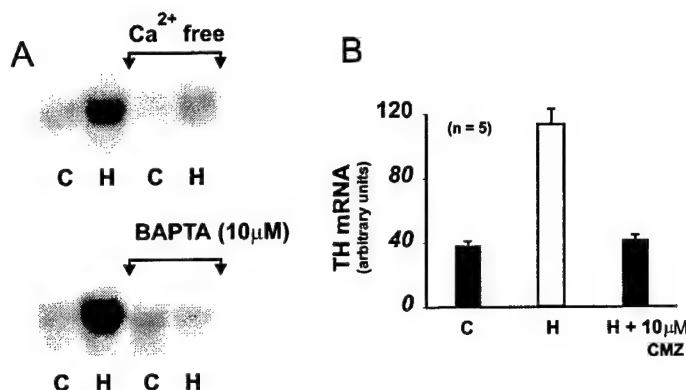 A
Ca2+ free
C H C H
BAPTA (10μM)
C H C H
B
TH mRNA
(arbitrary units)
120
80
40
0
(n = 5)
C H H + 10μM
CMZ